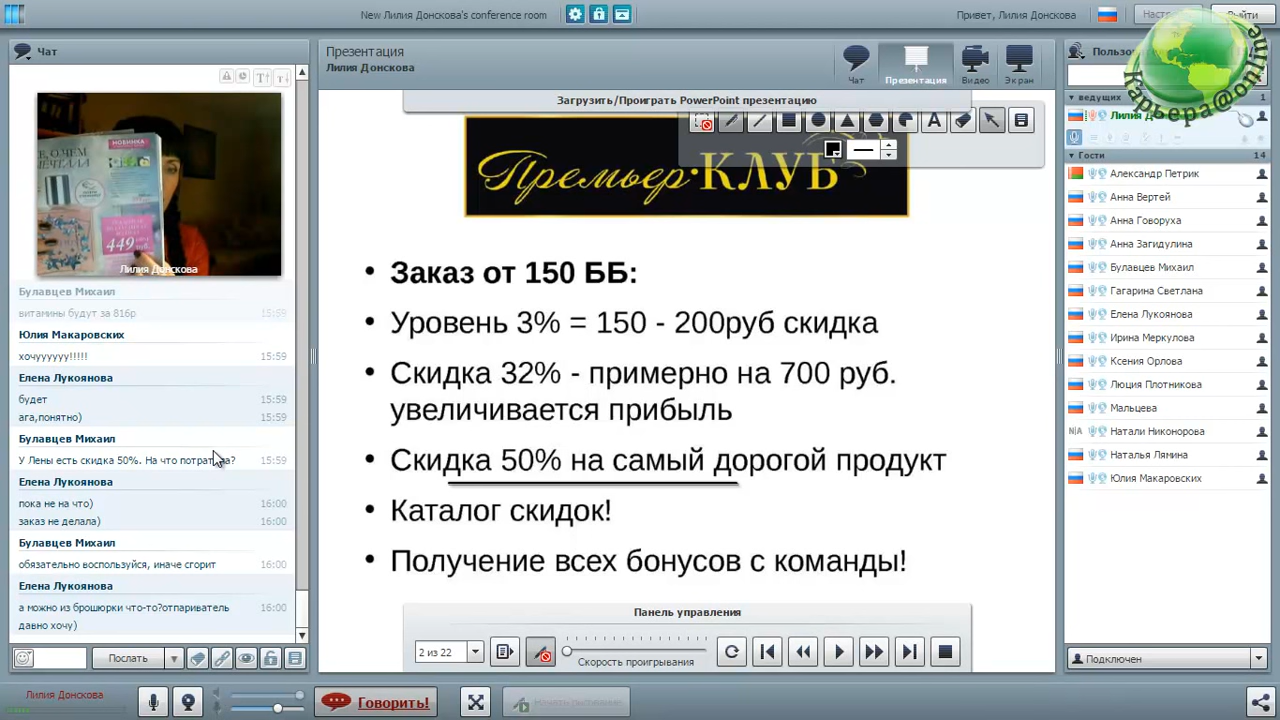 New Лилия Донскова's conference room
Привет, Лилия Донскова
Выйти
Карьера@online
Чат
НОВИНКА
449
Лилия Донскова
Булавцев Михаил
витамины будут за 816р 15:59
Юлия Макаровских
хочуууууу!!!!! 15:59
Елена Лукоянова
будет 15:59
ага,понятно) 15:59
Булавцев Михаил
У Лены есть скидка 50%. На что 15:59
Елена Лукоянова
пока не на что) 16:00
заказ не делала) 16:00
Булавцев Михаил
обязательно воспользуйся, иначе сгорит 16:00
Елена Лукоянова
а можно из брошюрки что-то?отпариватель 16:00
давно хочу)
Послать
Презентация
Лилия Донскова
Чат
Презентация
Видео
Экран
Загрузить/Проиграть PowerPoint презентацию
Премьер·КЛУБ
• Заказ от 150 ББ:
• Уровень 3% = 150 - 200руб скидка
• Скидка 32% - примерно на 700 руб.
увеличивается прибыль
• Скидка 50% на самый дорогой продукт
• Каталог скидок!
• Получение всех бонусов с команды!
Панель управления
2 из 22
Скорость проигрывания
ведущих 1
Гости 14
Александр Петрик
Анна Вертей
Анна Говоруха
Анна Загидулина
Булавцев Михаил
Гагарина Светлана
Елена Лукоянова
Ирина Меркулова
Ксения Орлова
Люция Плотникова
Мальцева
N/A Натали Никонорова
Наталья Лямина
Юлия Макаровских
Подключен
Лилия Донскова
Говорить!